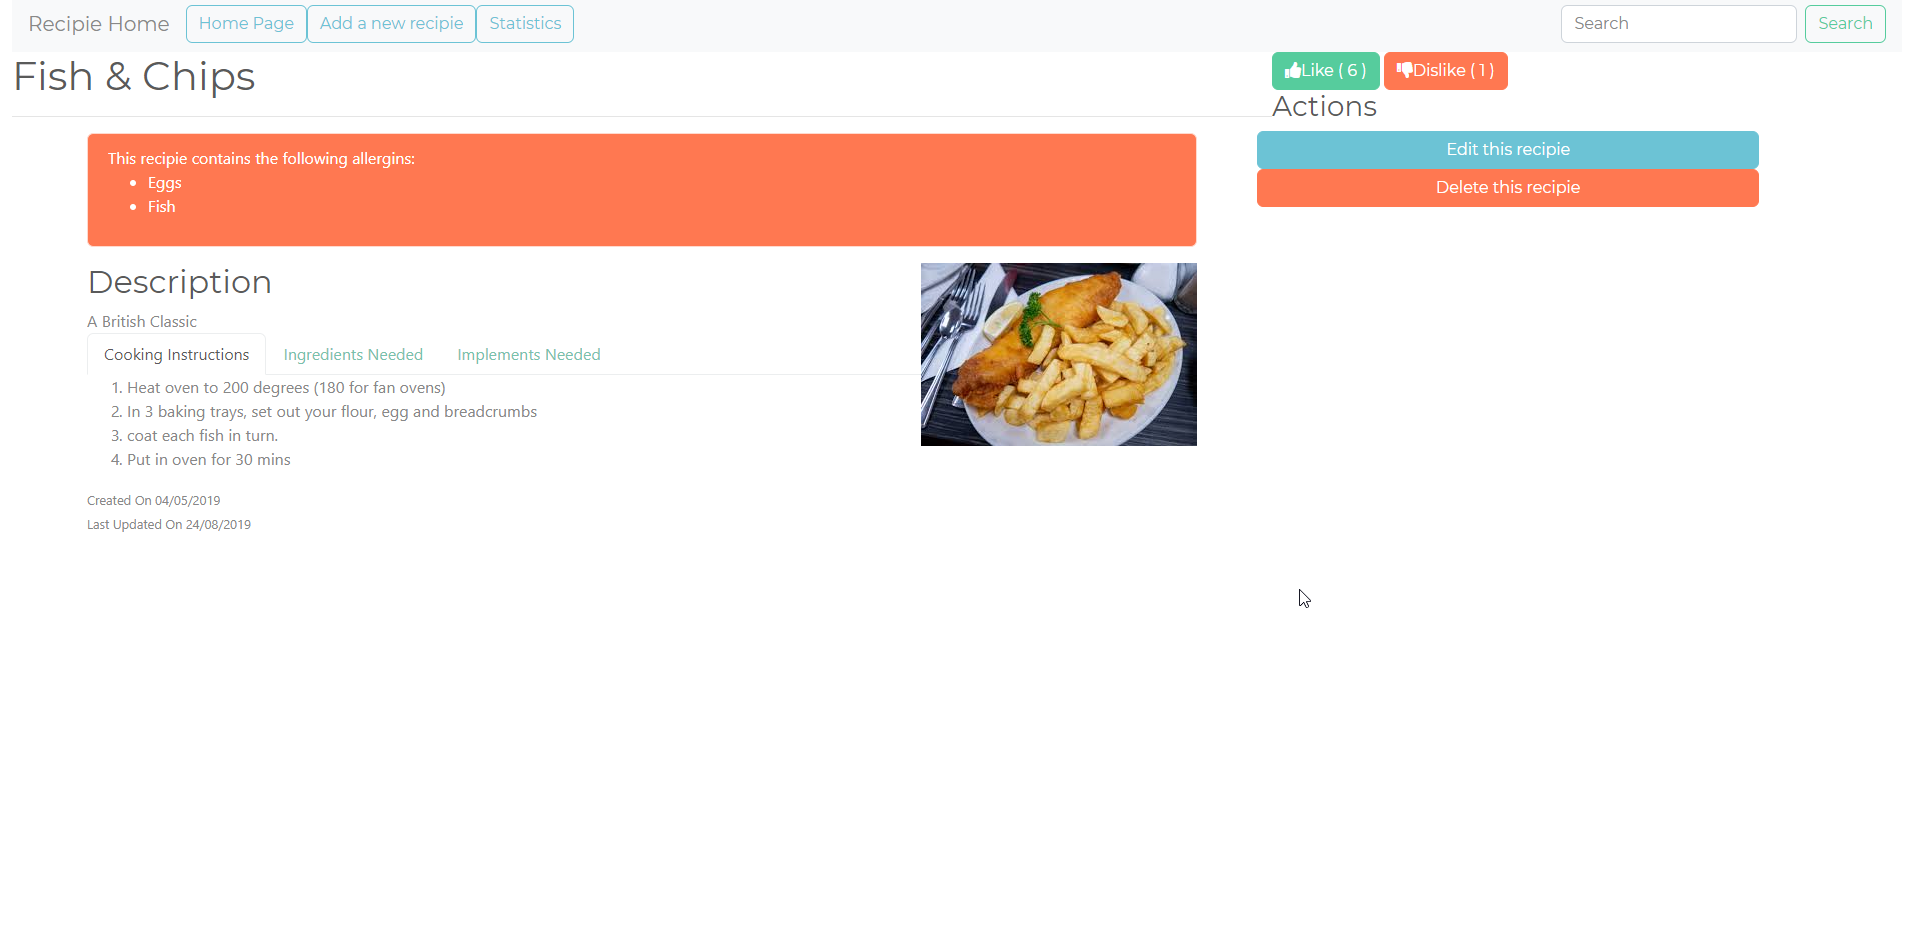 Recipie Home Home Page Add a new recipie Statistics Search Search
Fish & Chips
Like ( 6 ) Dislike ( 1 )
Actions
Edit this recipie
Delete this recipie
This recipie contains the following allergins:
Eggs
Fish
Description
A British Classic
Cooking Instructions Ingredients Needed Implements Needed
1. Heat oven to 200 degrees (180 for fan ovens)
2. In 3 baking trays, set out your flour, egg and breadcrumbs
3. coat each fish in turn.
4. Put in oven for 30 mins
Created On 04/05/2019
Last Updated On 24/08/2019